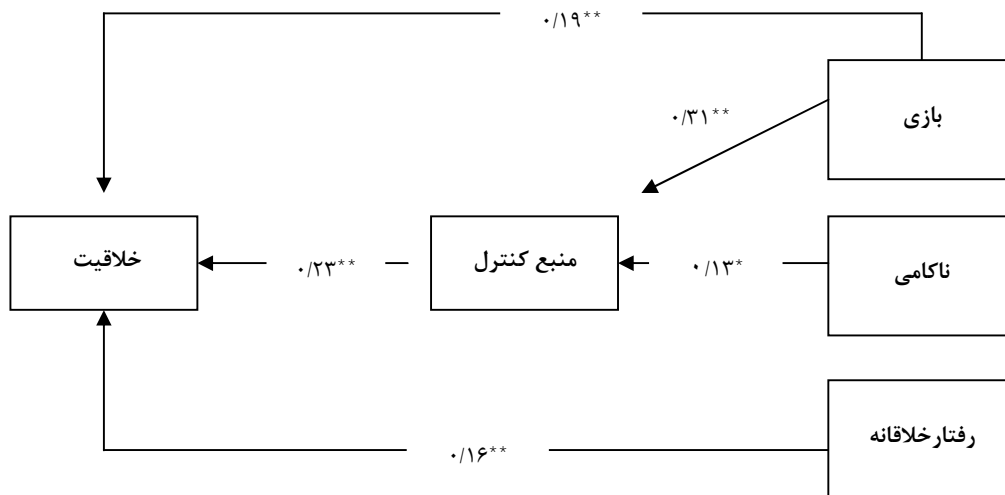 ۰/۱۹**
بازی
۰/۳۱**
خلاقیت
۰/۲۳**
منبع کنترل
۰/۱۳*
ناکامی
رفتارخلاقانه
۰/۱۶**